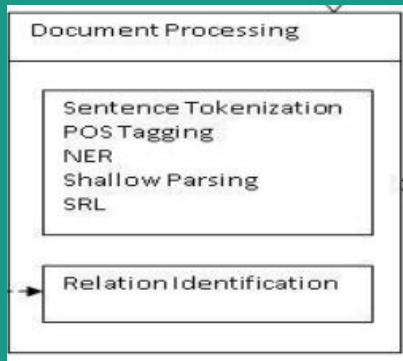 Document Processing
Sentence Tokenization
POS Tagging
NER
Shallow Parsing
SRL
Relation Identification